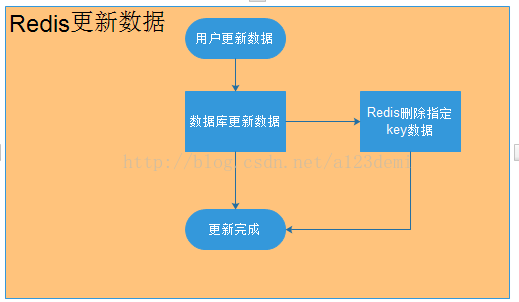 Redis更新数据
用户更新数据
数据库更新数据
Redis删除指定
key数据
http://blog.csdn.net/a123dem
更新完成